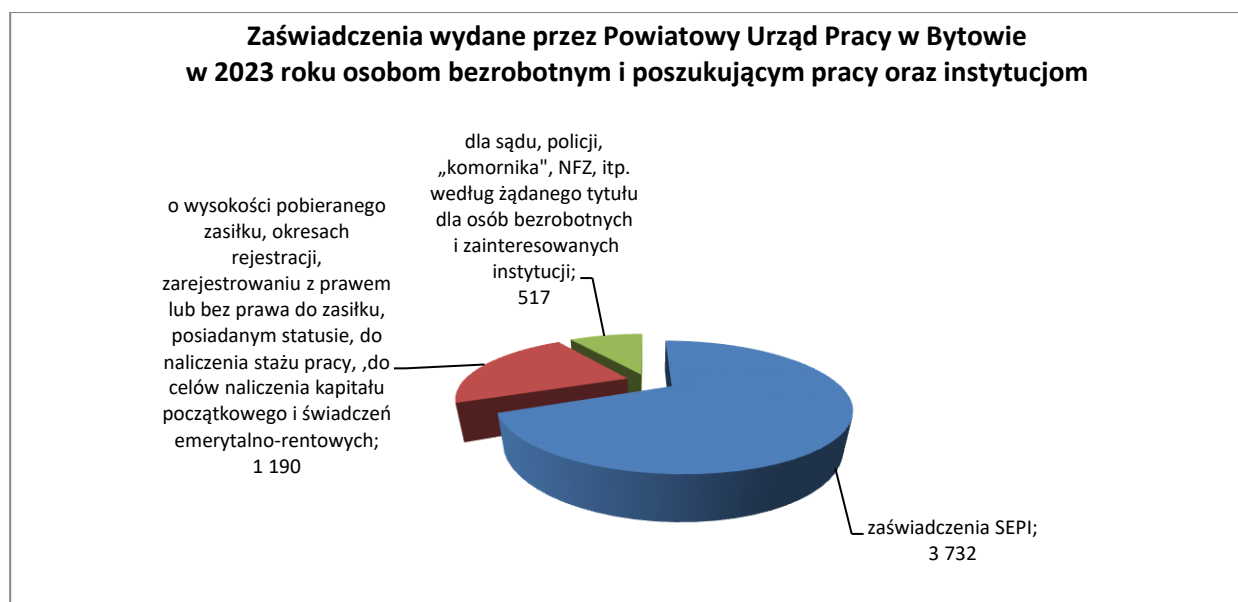 Zaświadczenia wydane przez Powiatowy Urząd Pracy w Bytowie
w 2023 roku osobom bezrobotnym i poszukującym pracy oraz instytucjom
dla sądu, policji,
„komornika", NFZ, itp.
według żądanego tytułu
dla osób bezrobotnych
i zainteresowanych
instytucji;
517
o wysokości pobieranego
zasiłku, okresach
rejestracji,
zarejestrowaniu z prawem
lub bez prawa do zasiłku,
posiadanym statusie, do
naliczenia stażu pracy, ,do
celów naliczenia kapitału
początkowego i świadczeń
emerytalno-rentowych;
1 190
zaświadczenia SEPI;
3 732